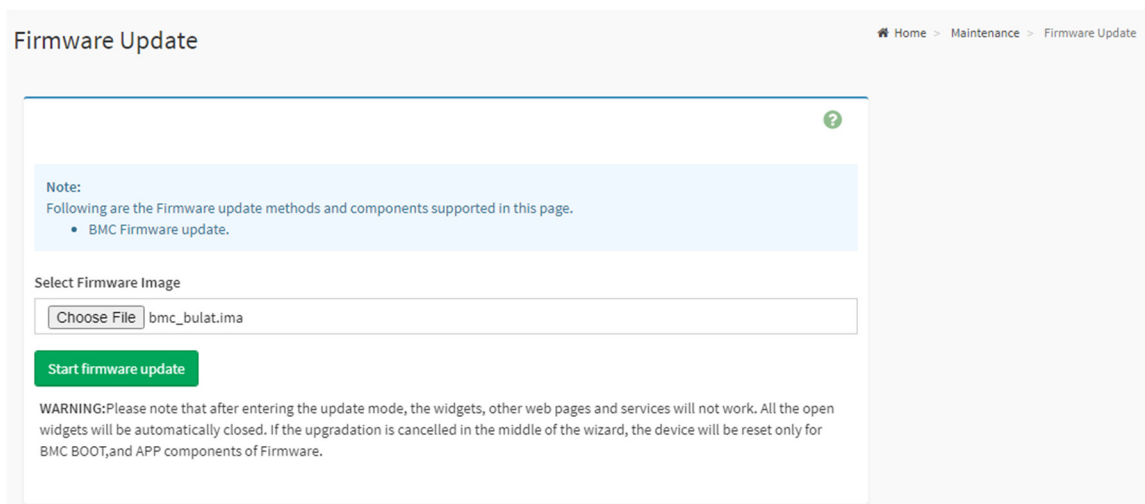 Firmware Update
Home > Maintenance > Firmware Update
?
Note:
Following are the Firmware update methods and components supported in this page.
• BMC Firmware update.
Select Firmware Image
Choose File bmc_bulat.ima
Start firmware update
WARNING:Please note that after entering the update mode, the widgets, other web pages and services will not work. All the open
widgets will be automatically closed. If the upgradation is cancelled in the middle of the wizard, the device will be reset only for
BMC BOOT,and APP components of Firmware.